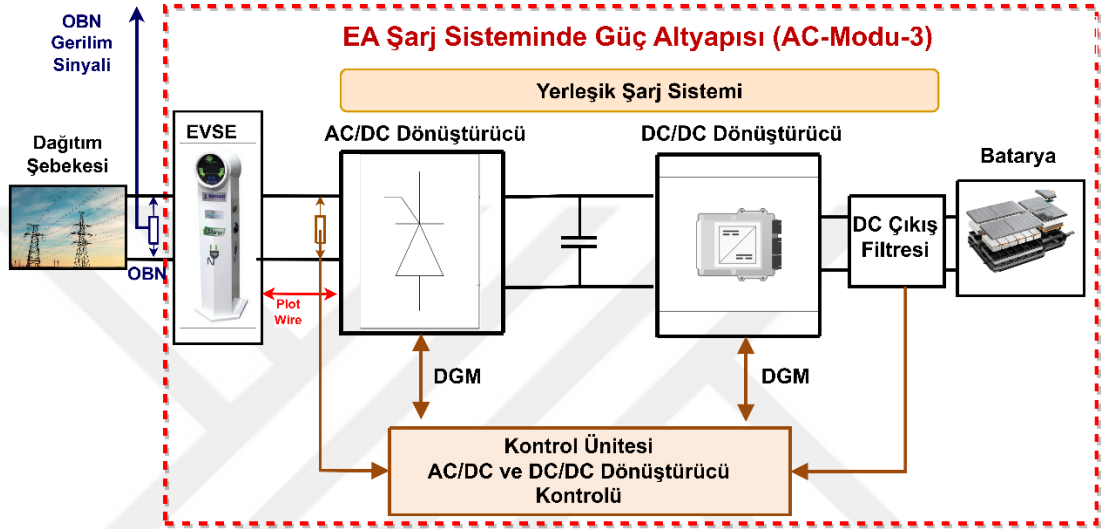 OBN
Gerilim
Sinyali
EA Şarj Sisteminde Güç Altyapısı (AC-Modu-3)
Yerleşik Şarj Sistemi
Dağıtım
Şebekesi
EVSE
AC/DC Dönüştürücü
DC/DC Dönüştürücü
Batarya
DC Çıkış
Filtresi
OBN
Plot
Wire
DGM
DGM
Kontrol Ünitesi
AC/DC ve DC/DC Dönüştürücü
Kontrolü